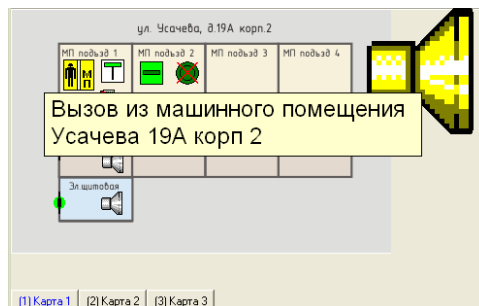 ул. Усачева, д.19А корп.2
МП подъзд 1 МП подъзд 2 МП подъзд 3 МП подъзд 4
М
П
Вызов из машинного помещения
Усачева 19А корп 2
Эл.щитовая
(1) Карта 1 (2) Карта 2 (3) Карта 3